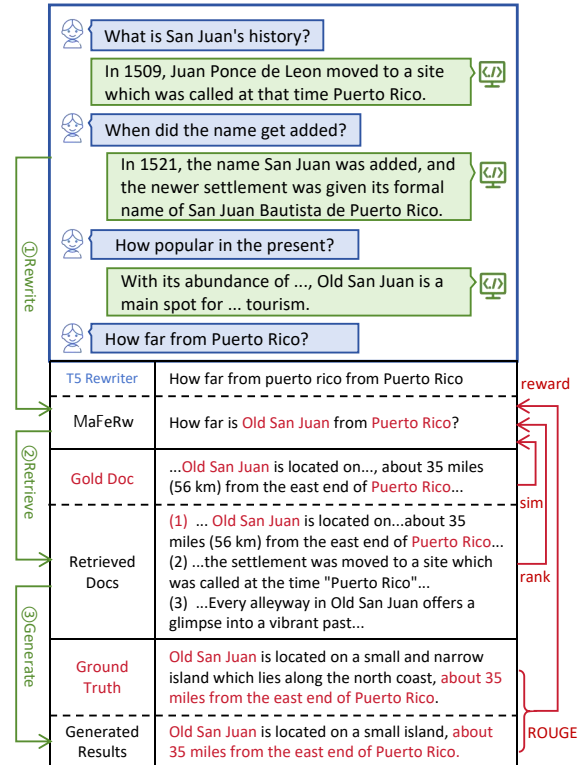 What is San Juan's history?
In 1509, Juan Ponce de Leon moved to a site
which was called at that time Puerto Rico.
</>
When did the name get added?
In 1521, the name San Juan was added, and
the newer settlement was given its formal
name of San Juan Bautista de Puerto Rico.
</>
How popular in the present?
With its abundance of ..., Old San Juan is a
main spot for ... tourism.
</>
How far from Puerto Rico?
①Rewrite
T5 Rewriter
How far from puerto rico from Puerto Rico
reward
MaFeRw
How far is Old San Juan from Puerto Rico?
②Retrieve
Gold Doc
...Old San Juan is located on..., about 35 miles
(56 km) from the east end of Puerto Rico...
sim
Retrieved
Docs
(1) ... Old San Juan is located on...about 35
miles (56 km) from the east end of Puerto Rico...
(2) ...the settlement was moved to a site which
was called at the time "Puerto Rico"...
(3) ...Every alleyway in Old San Juan offers a
glimpse into a vibrant past...
rank
③Generate
Ground
Truth
Old San Juan is located on a small and narrow
island which lies along the north coast, about 35
miles from the east end of Puerto Rico.
ROUGE
Generated
Results
Old San Juan is located on a small island, about
35 miles from the east end of Puerto Rico.